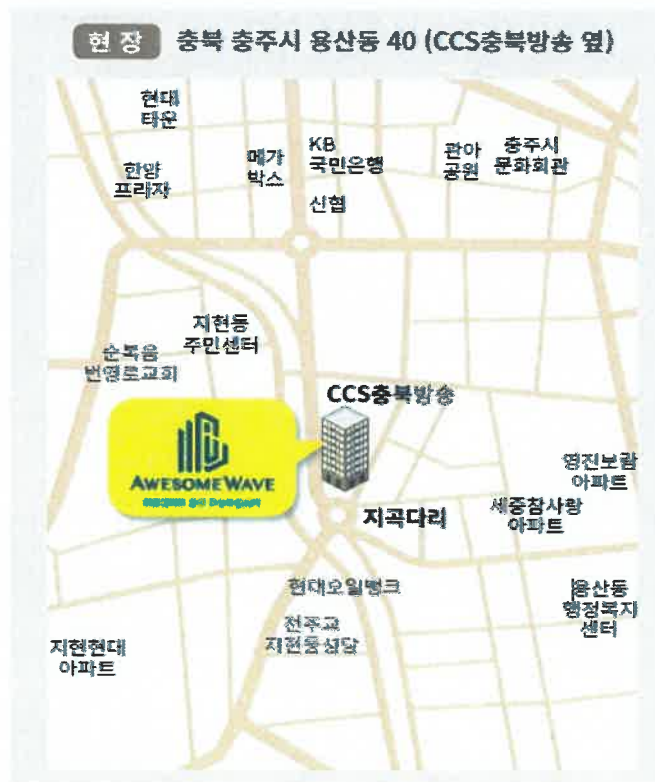 현장 충북 충주시 용산동 40 (CCS충북방송 옆)
현대
타운
한양
프라자
메가
박스
KB
국민은행
신협
관아
공원
충주시
문화회관
지현동
주민센터
순복음
번영로교회
CCS충북방송
AWESOMEWAVE
영진보람
아파트
세중참사랑
아파트
지곡다리
현대오일뱅크
용산동
행정복지
센터
천주교
지현동성당
지현현대
아파트